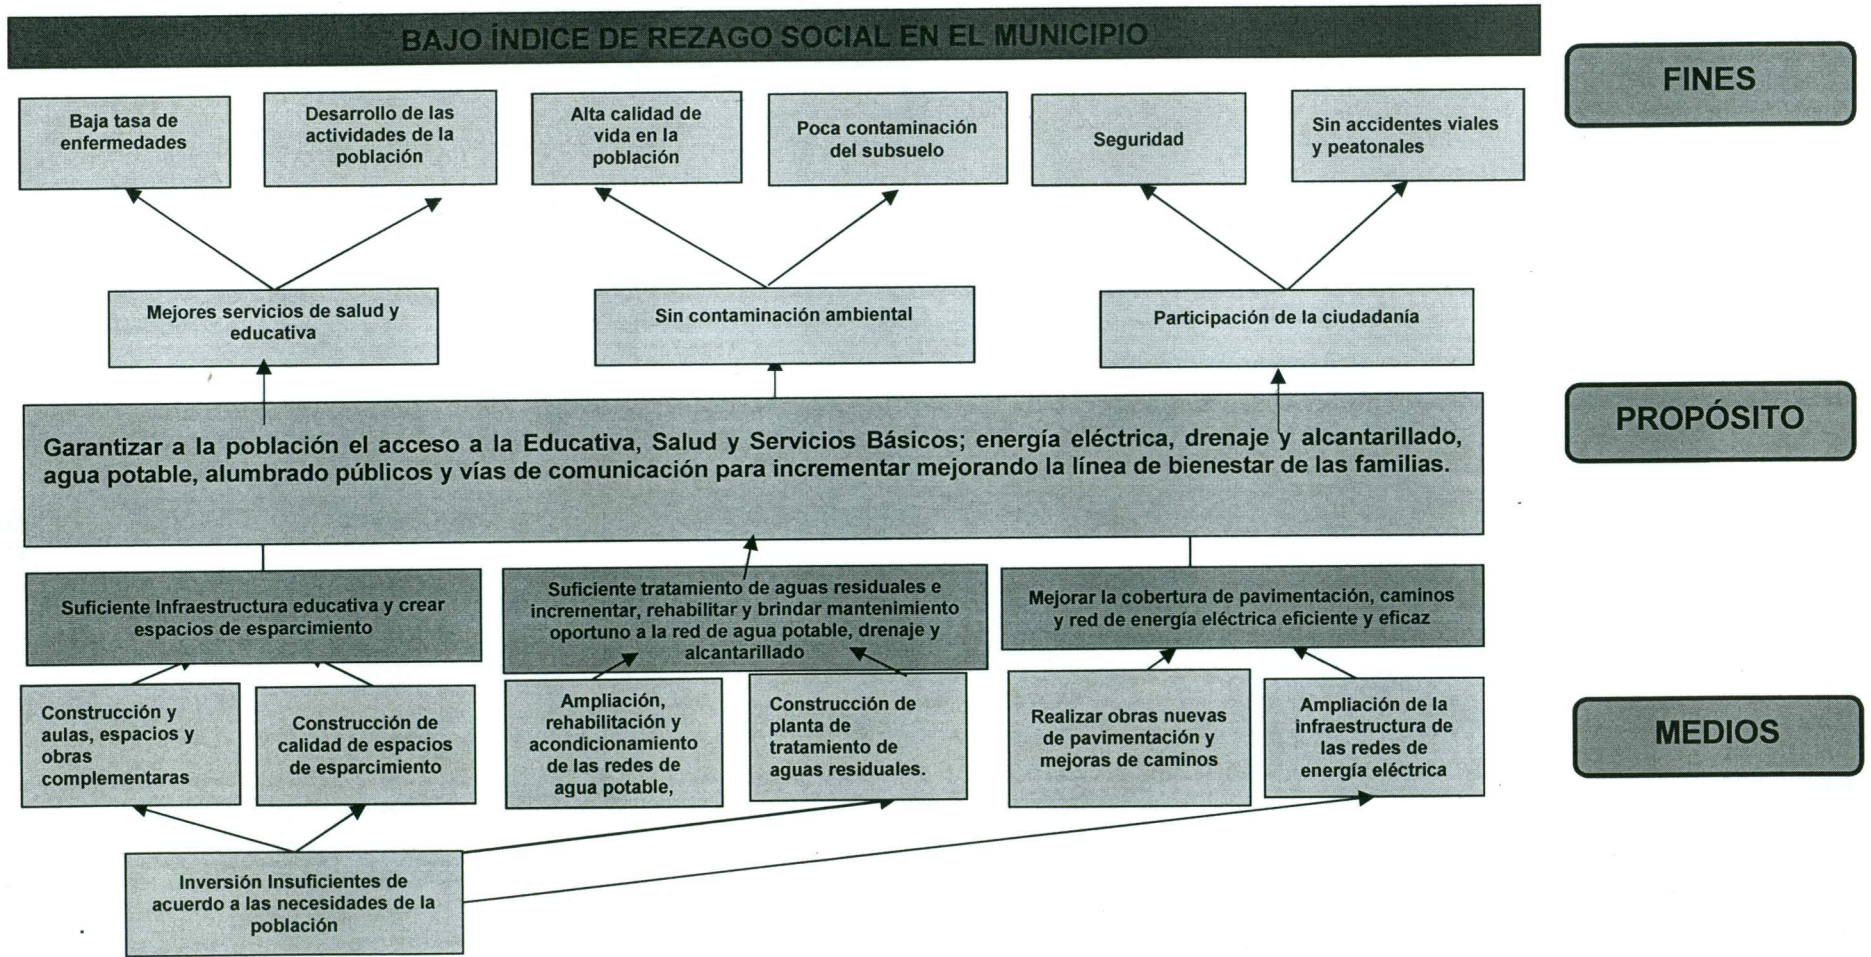 BAJO ÍNDICE DE REZAGO SOCIAL EN EL MUNICIPIO
FINES
Baja tasa de
enfermedades
Desarrollo de las
actividades de la
población
Alta calidad de
vida en la
población
Poca contaminación
del subsuelo
Seguridad
Sin accidentes viales
y peatonales
Mejores servicios de salud y
educativa
Sin contaminación ambiental
Participación de la ciudadanía
Garantizar a la población el acceso a la Educativa, Salud y Servicios Básicos; energía eléctrica, drenaje y alcantarillado,
agua potable, alumbrado públicos y vías de comunicación para incrementar mejorando la línea de bienestar de las familias.
PROPÓSITO
Suficiente Infraestructura educativa y crear
espacios de esparcimiento
Suficiente tratamiento de aguas residuales e
incrementar, rehabilitar y brindar mantenimiento
oportuno a la red de agua potable, drenaje y
alcantarillado
Mejorar la cobertura de pavimentación, caminos
y red de energía eléctrica eficiente y eficaz
Construcción y
aulas, espacios y
obras
complementaras
Construcción de
calidad de espacios
de esparcimiento
Ampliación,
rehabilitación y
acondicionamiento
de las redes de
agua potable,
Construcción de
planta de
tratamiento de
aguas residuales.
Realizar obras nuevas
de pavimentación y
mejoras de caminos
Ampliación de la
infraestructura de
las redes de
energía eléctrica
MEDIOS
Inversión Insuficientes de
acuerdo a las necesidades de la
población